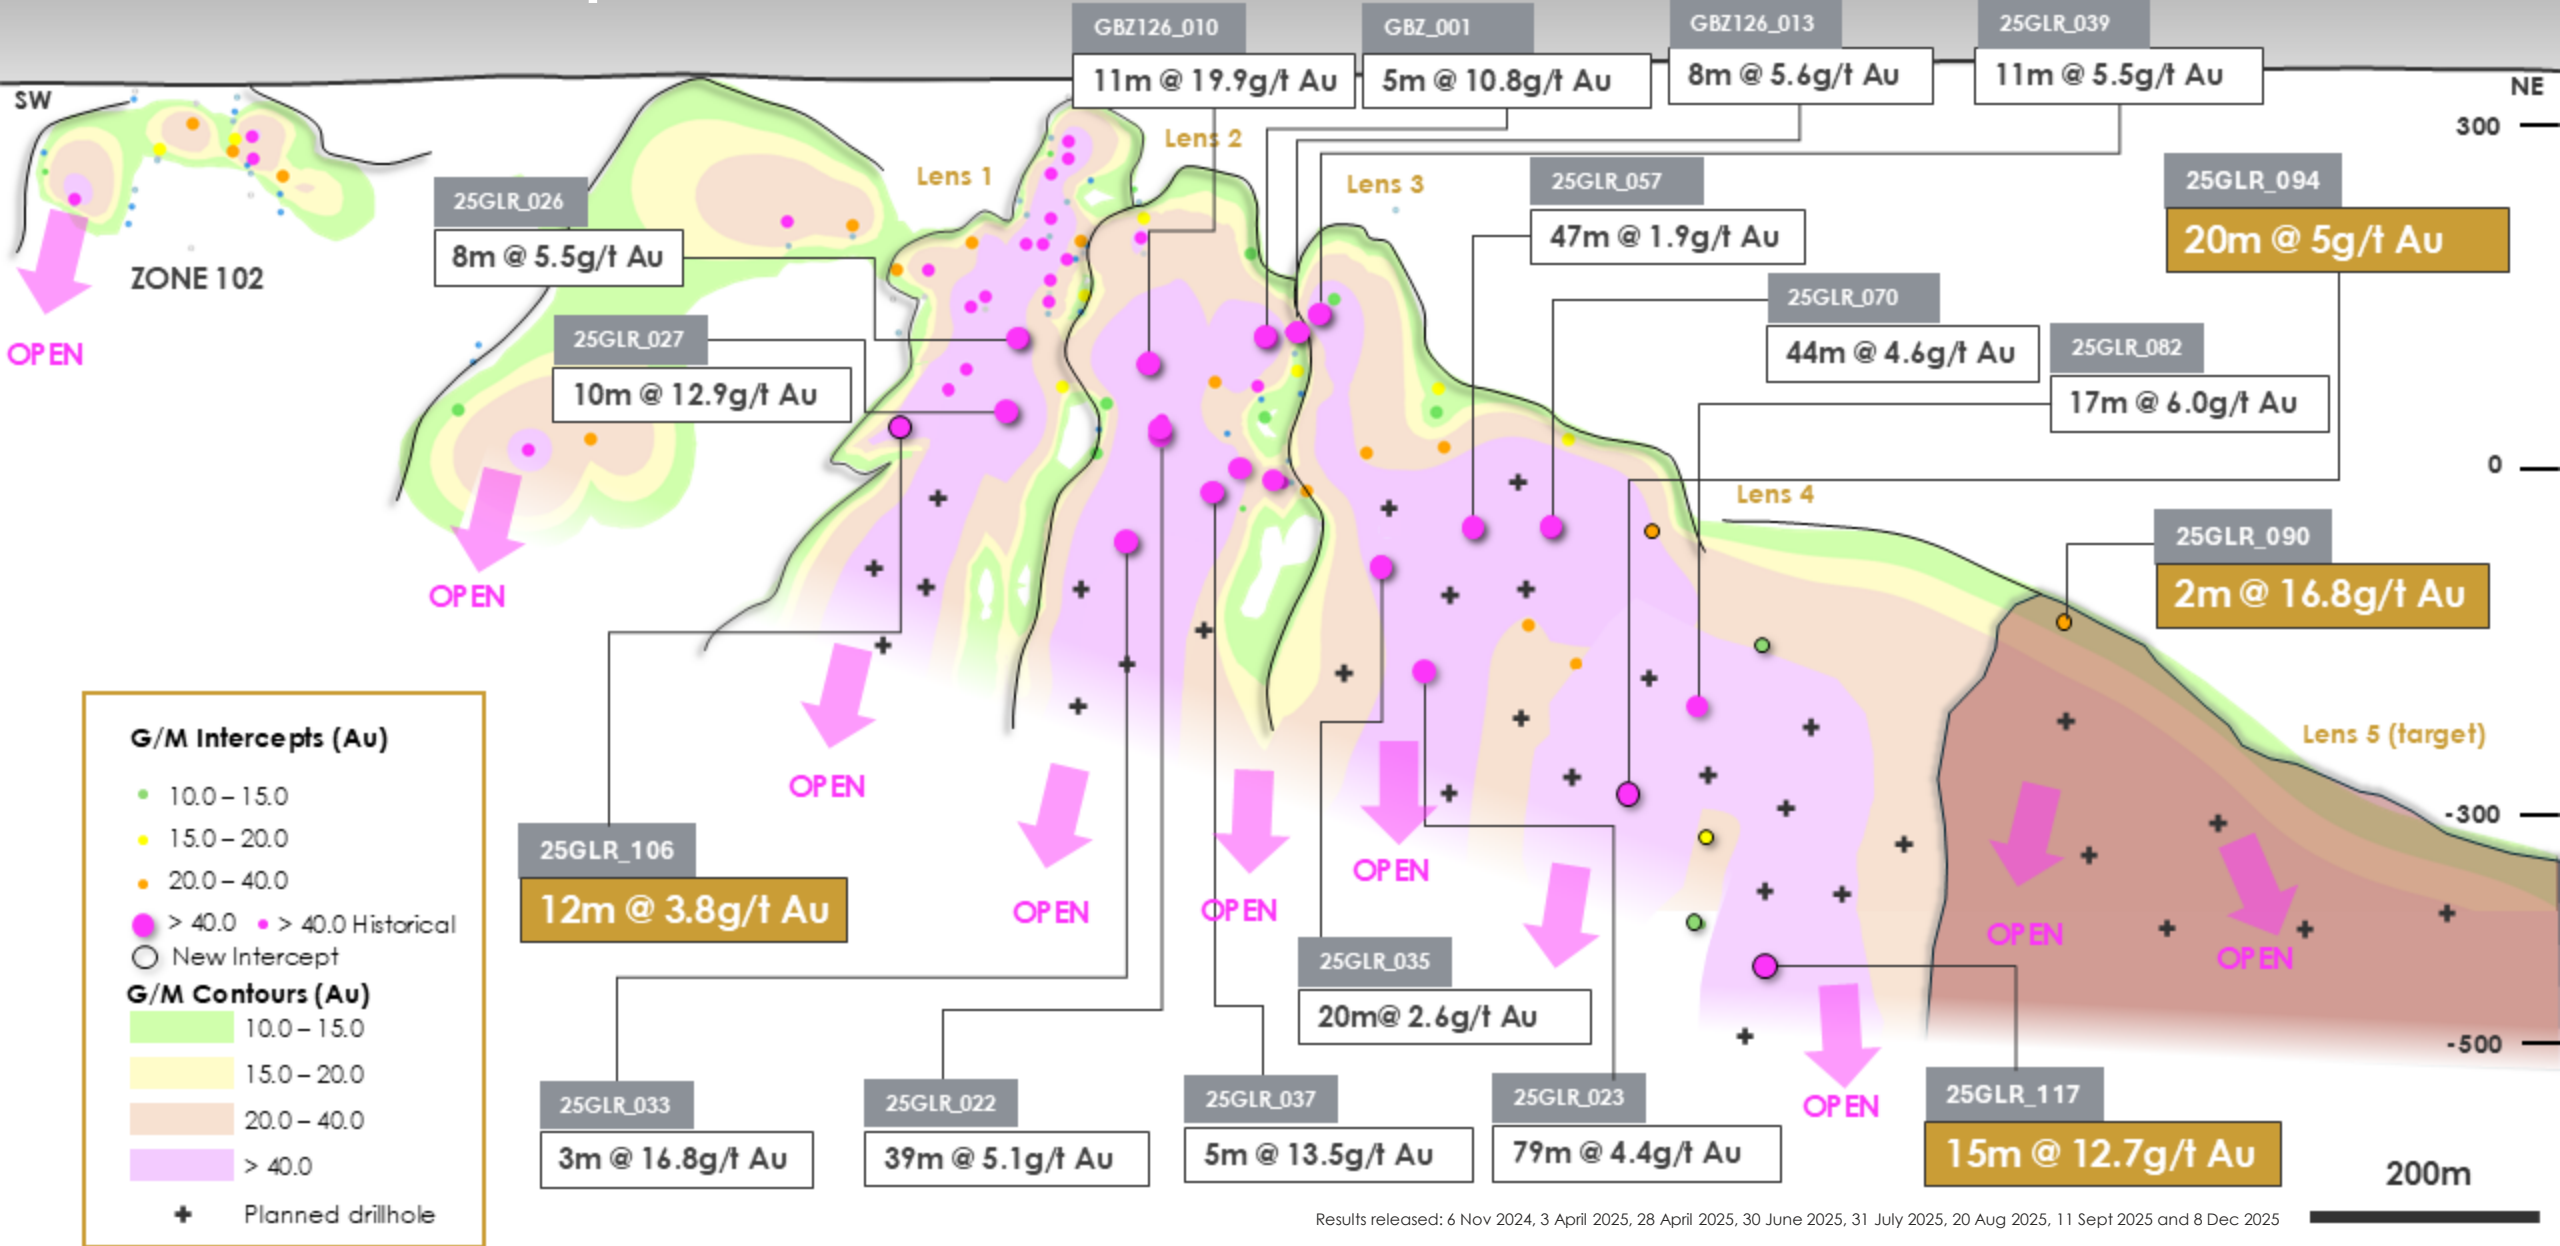 GBZ126_010
11m @ 19.9g/t Au
GBZ_001
5m @ 10.8g/t Au
GBZ126_013
8m @ 5.6g/t Au
25GLR_039
11m @ 5.5g/t Au
SW
NE
300
Lens 2
Lens 1
Lens 3
25GLR_057
47m @ 1.9g/t Au
25GLR_094
20m @ 5g/t Au
25GLR_026
8m @ 5.5g/t Au
ZONE 102
OPEN
25GLR_027
10m @ 12.9g/t Au
25GLR_070
44m @ 4.6g/t Au
25GLR_082
17m @ 6.0g/t Au
0
Lens 4
25GLR_090
2m @ 16.8g/t Au
OPEN
Lens 5 (target)
OPEN
-300
OPEN
OPEN
OPEN
OPEN
OPEN
OPEN
25GLR_106
12m @ 3.8g/t Au
25GLR_035
20m@ 2.6g/t Au
-500
OPEN
25GLR_033
3m @ 16.8g/t Au
25GLR_022
39m @ 5.1g/t Au
25GLR_037
5m @ 13.5g/t Au
25GLR_023
79m @ 4.4g/t Au
25GLR_117
15m @ 12.7g/t Au
G/M Intercepts (Au)
10.0 – 15.0
15.0 – 20.0
20.0 – 40.0
> 40.0
> 40.0 Historical
New Intercept
G/M Contours (Au)
10.0 – 15.0
15.0 – 20.0
20.0 – 40.0
> 40.0
Planned drillhole
200m
Results released: 6 Nov 2024, 3 April 2025, 28 April 2025, 30 June 2025, 31 July 2025, 20 Aug 2025, 11 Sept 2025 and 8 Dec 2025